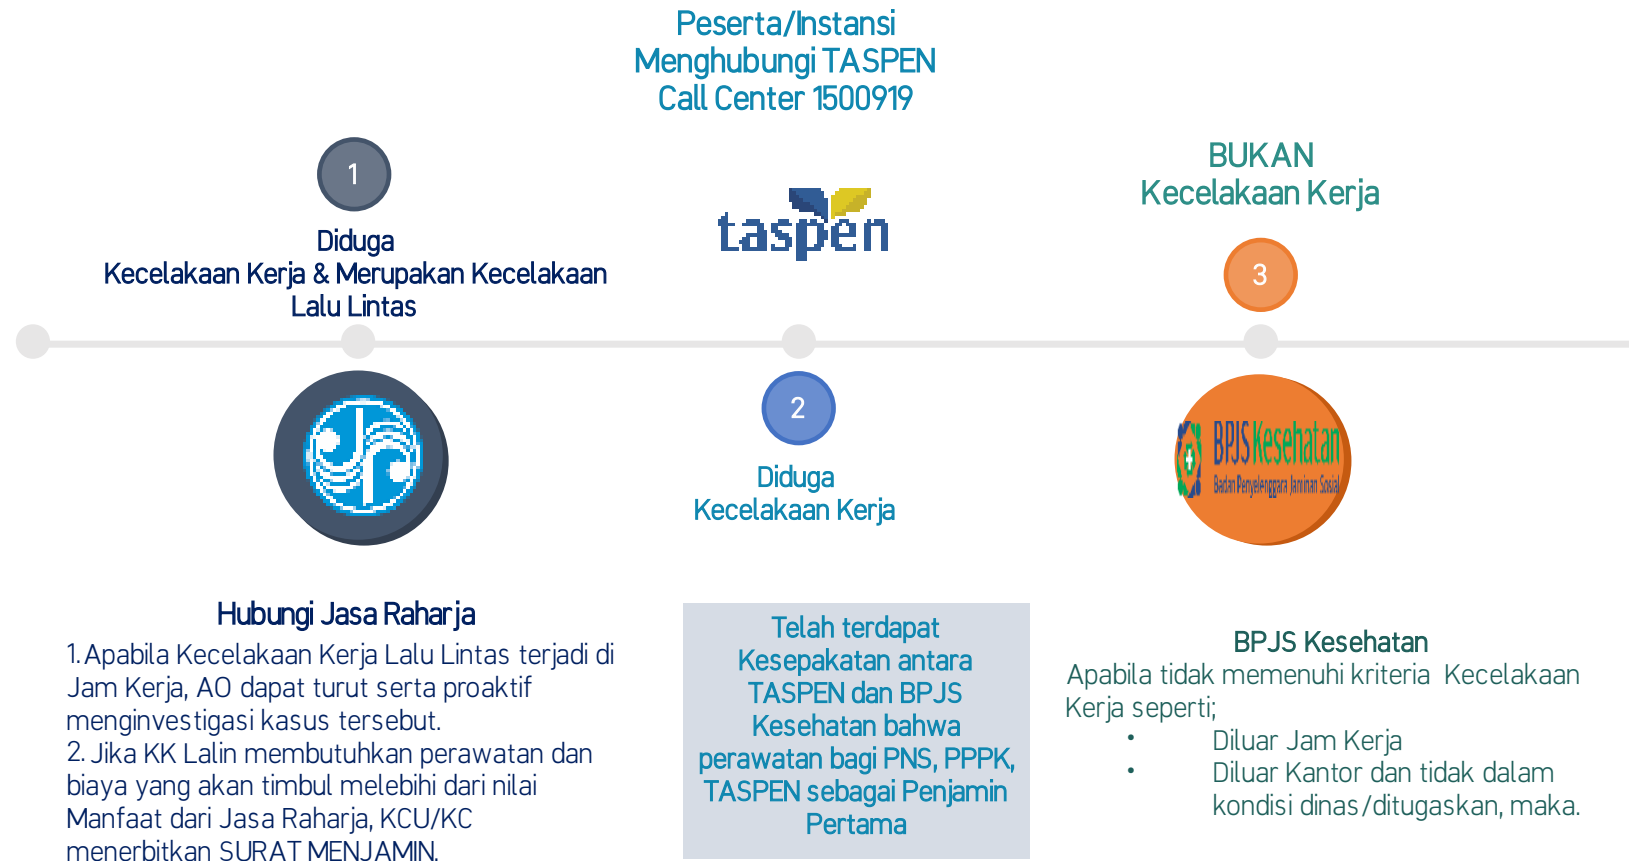 Peserta/Instansi
Menghubungi TASPEN
Call Center 1500919
1
Diduga
Kecelakaan Kerja & Merupakan Kecelakaan
Lalu Lintas
taspen
BUKAN
Kecelakaan Kerja
3
2
Diduga
Kecelakaan Kerja
BPJS Kesehatan
Badan Penyelenggara Jaminan Sosial
Hubungi Jasa Raharja
1. Apabila Kecelakaan Kerja Lalu Lintas terjadi di
Jam Kerja, AO dapat turut serta proaktif
menginvestigasi kasus tersebut.
2. Jika KK Lalin membutuhkan perawatan dan
biaya yang akan timbul melebihi dari nilai
Manfaat dari Jasa Raharja, KCU/KC
menerbitkan SURAT MENJAMIN.
Telah terdapat
Kesepakatan antara
TASPEN dan BPJS
Kesehatan bahwa
perawatan bagi PNS, PPPK,
TASPEN sebagai Penjamin
Pertama
BPJS Kesehatan
Apabila tidak memenuhi kriteria Kecelakaan
Kerja seperti;
• Diluar Jam Kerja
• Diluar Kantor dan tidak dalam
kondisi dinas/ditugaskan, maka.